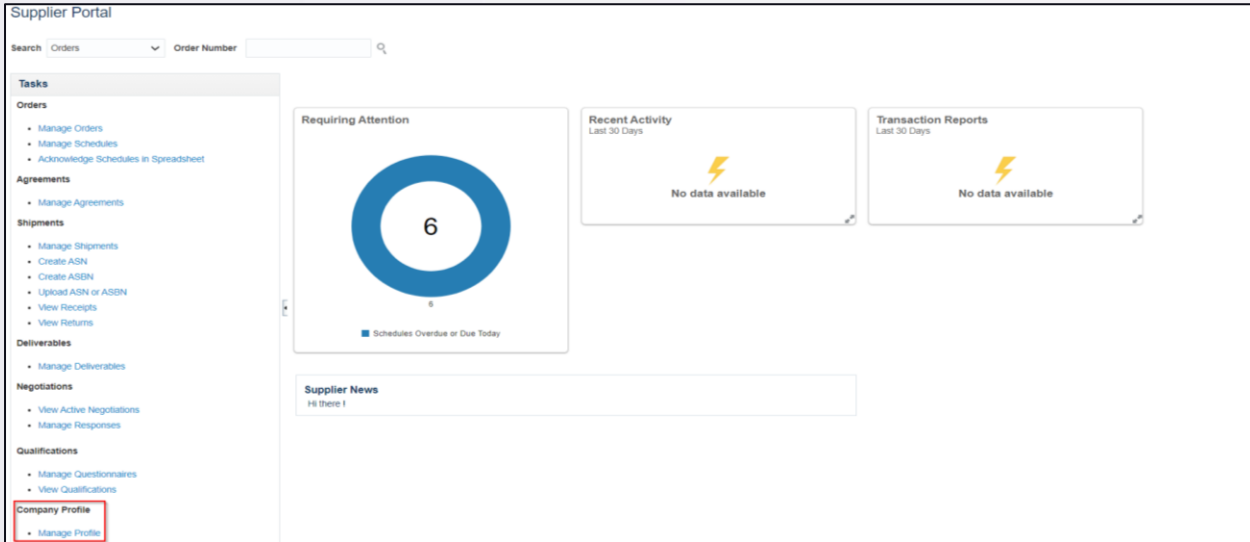 Supplier Portal
Search Orders Order Number
Tasks
Orders
Manage Orders
Manage Schedules
Acknowledge Schedules in Spreadsheet
Agreements
Manage Agreements
Shipments
Manage Shipments
Create ASN
Create ASBN
Upload ASN or ASBN
View Receipts
View Returns
Deliverables
Manage Deliverables
Negotiations
View Active Negotiations
Manage Responses
Qualifications
Manage Questionnaires
View Qualifications
Company Profile
Manage Profile
Requiring Attention
6
6
Schedules Overdue or Due Today
Recent Activity
Last 30 Days
No data available
Transaction Reports
Last 30 Days
No data available
Supplier News
Hi there !